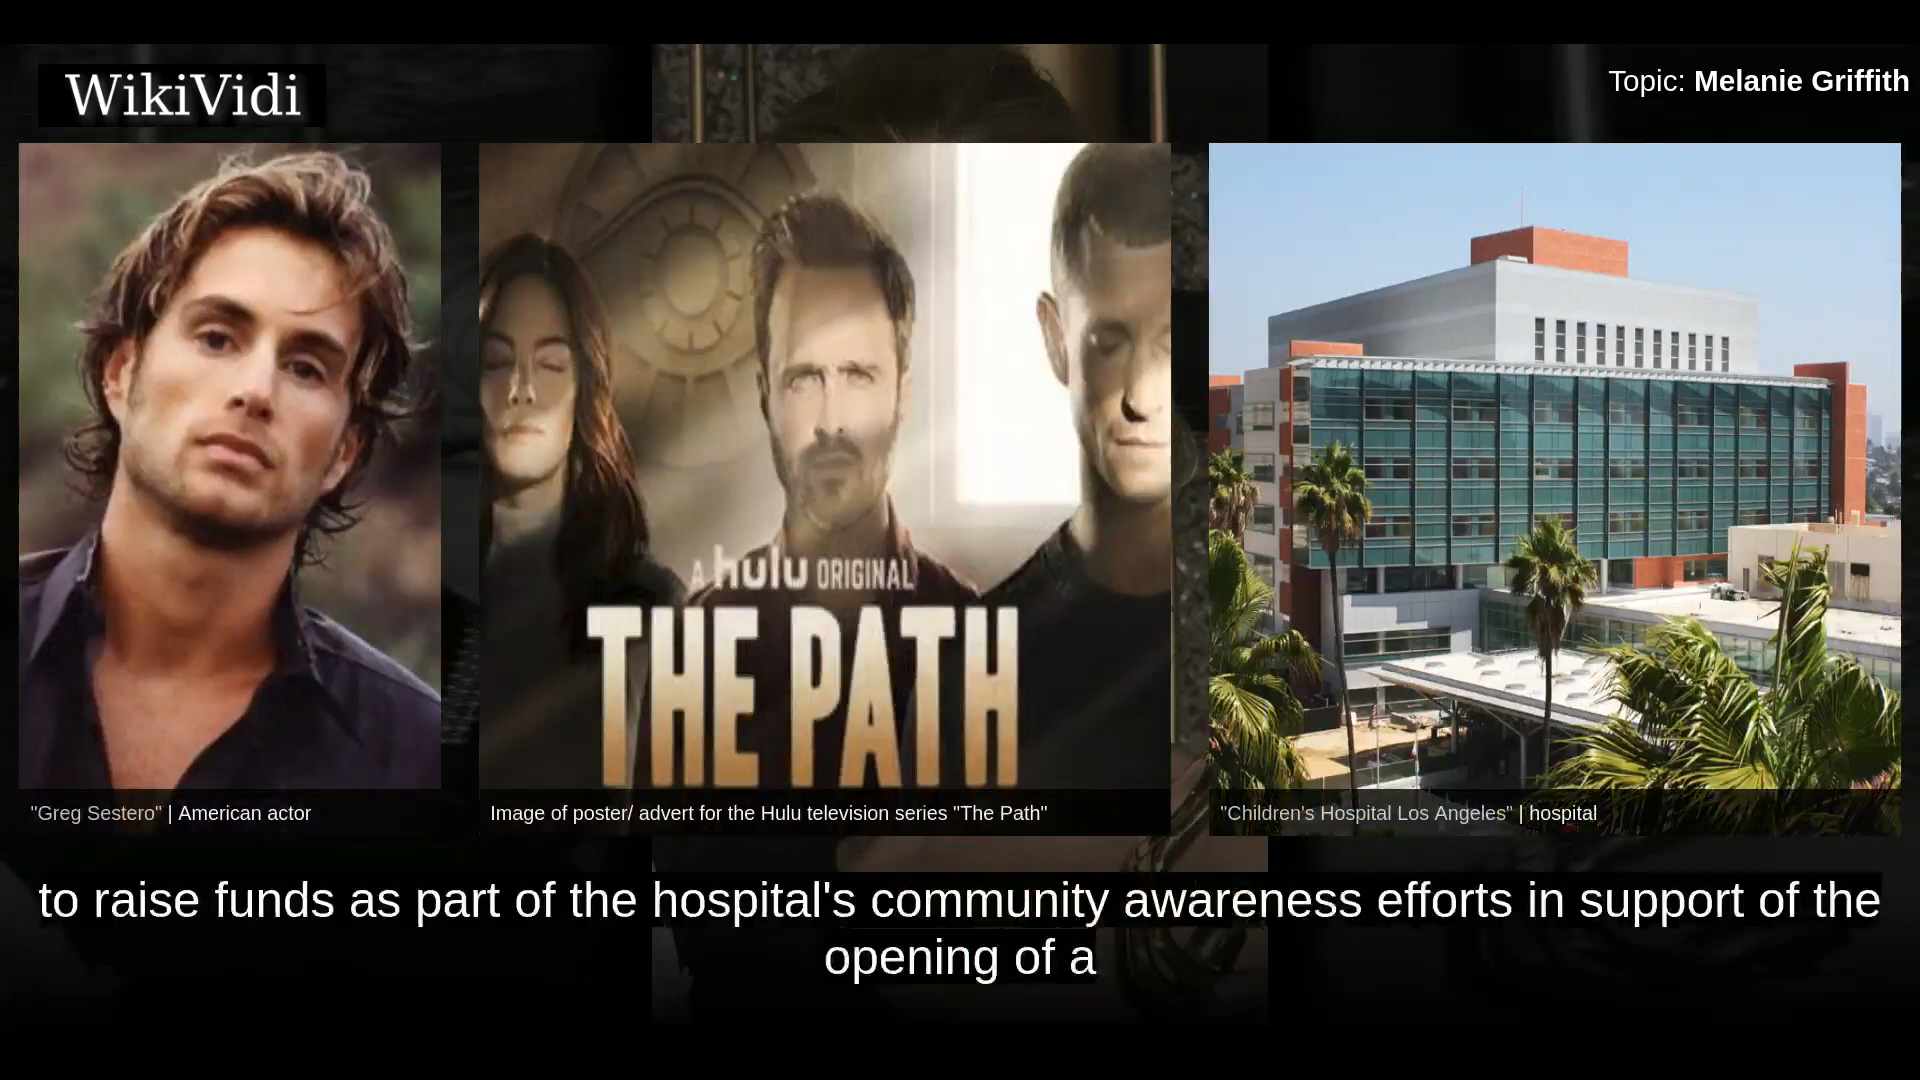 WikiVidi
Topic: Melanie Griffith
A hulu ORIGINAL
THE PATH
"Greg Sestero" | American actor
Image of poster/ advert for the Hulu television series "The Path"
"Children's Hospital Los Angeles" | hospital
to raise funds as part of the hospital's community awareness efforts in support of the
opening of a